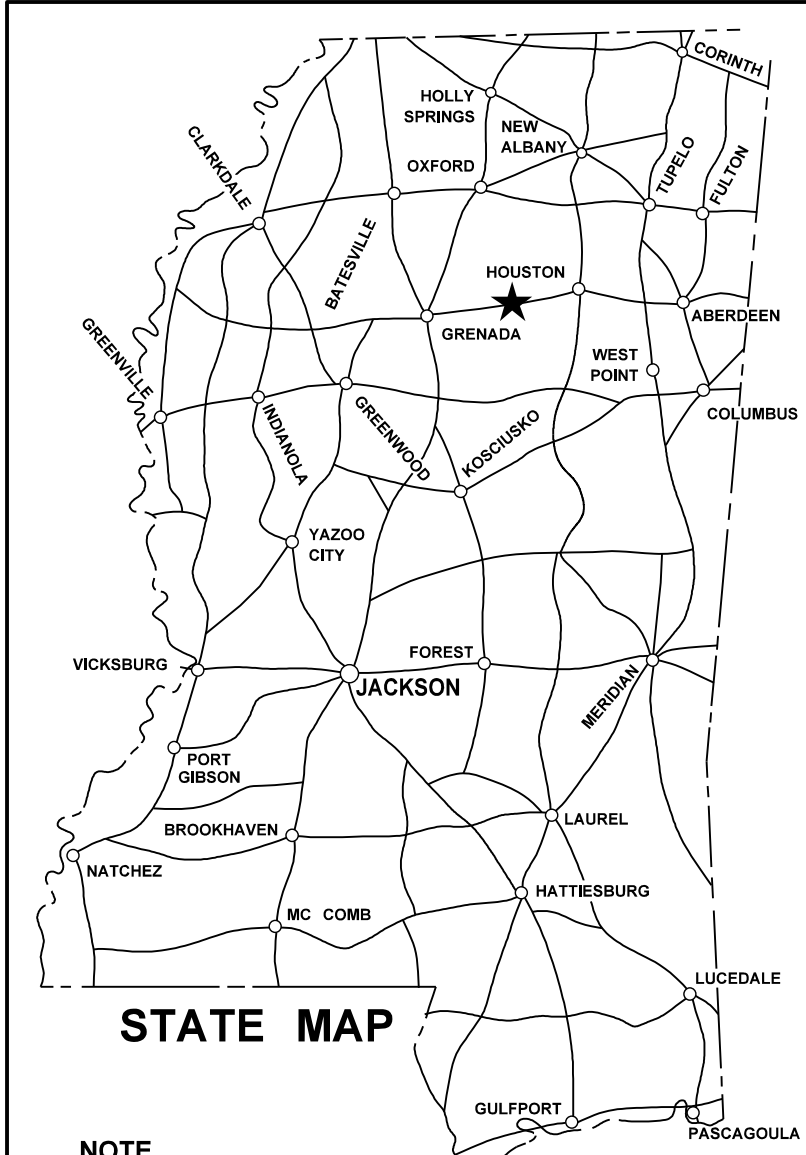 CORINTH
HOLLY
SPRINGS
NEW
ALBANY
CLARKDALE
OXFORD
TUPELO
FULTON
BATESVILLE
HOUSTON
GRENADA
ABERDEEN
GREENVILLE
WEST
POINT
COLUMBUS
INDIANOLA
GREENWOOD
KOSCIUSKO
YAZOO
CITY
VICKSBURG
FOREST
JACKSON
MERIDIAN
PORT
GIBSON
BROOKHAVEN
LAUREL
NATCHEZ
HATTIESBURG
MC COMB
LUCEDALE
STATE MAP
GULFPORT
PASCAGOULA
NOTE